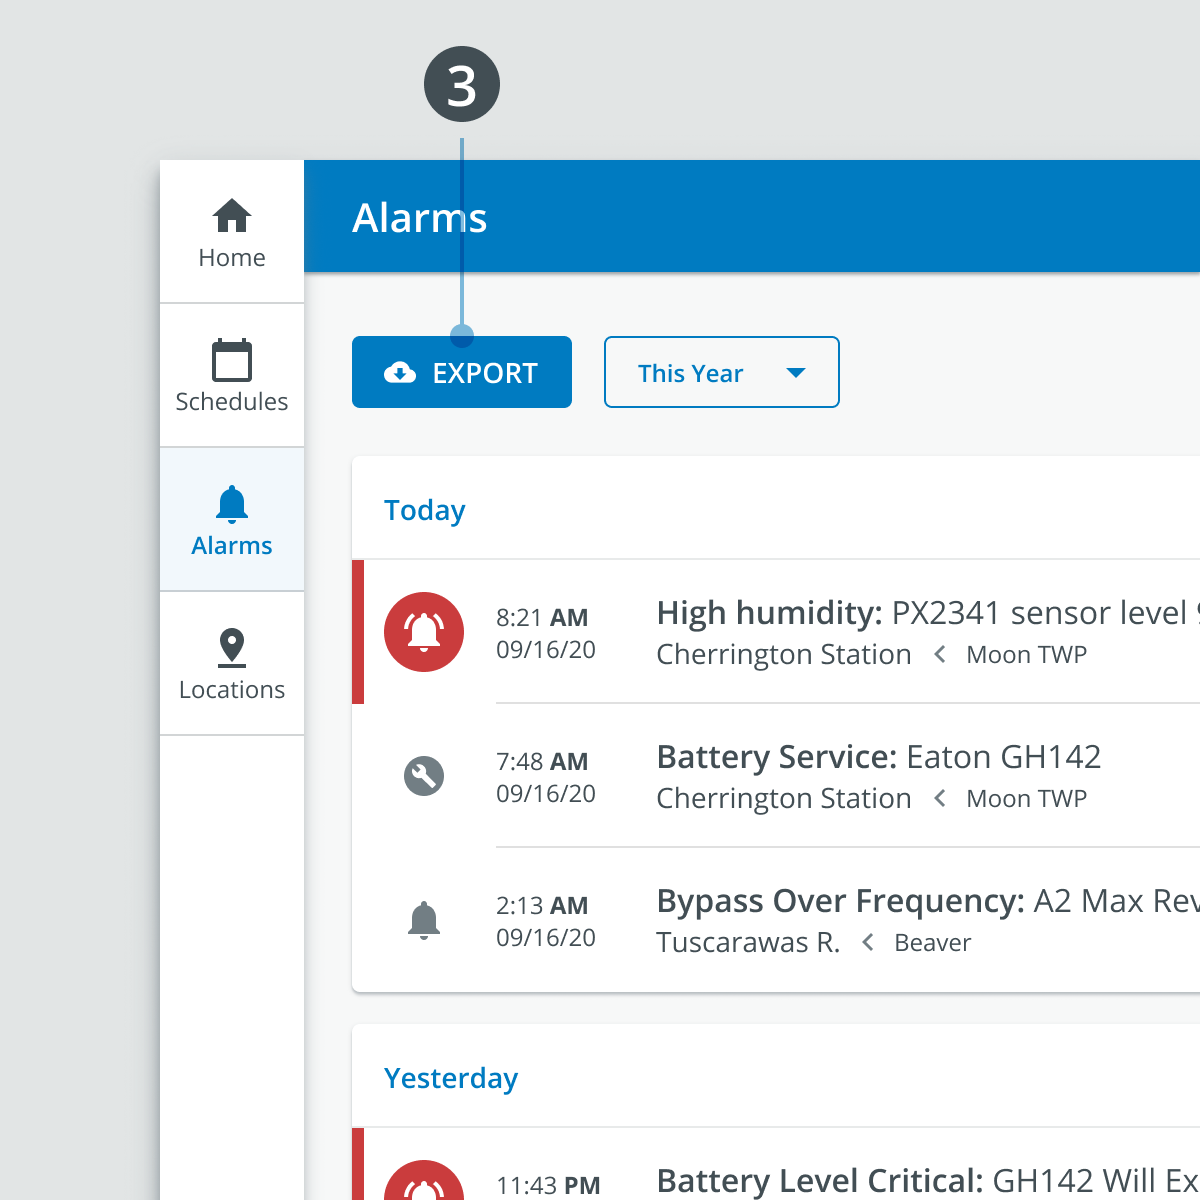 3
Alarms
Home
Schedules
Alarms
Locations
EXPORT
This Year
Today
8:21 AM
09/16/20
High humidity: PX2341 sensor level
Cherrington Station < Moon TWP
7:48 AM
09/16/20
Battery Service: Eaton GH142
Cherrington Station < Moon TWP
2:13 AM
09/16/20
Bypass Over Frequency: A2 Max Rev
Tuscarawas R. < Beaver
Yesterday
11:43 PM
Battery Level Critical: GH142 Will Ex